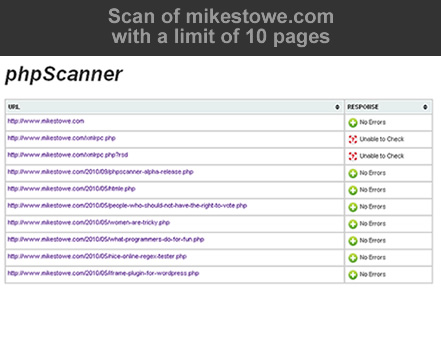 Scan of mikestowe.com
with a limit of 10 pages
phpScanner
URL RESPONSE
http://www.mikestowe.com No Errors
http://www.mikestowe.com/xmlrpc.php Unable to Check
http://www.mikestowe.com/xmlrpc.php?rsd Unable to Check
http://www.mikestowe.com/2010/09/phpscanner-alpha-release.php No Errors
http://www.mikestowe.com/2010/05/htmle.php No Errors
http://www.mikestowe.com/2010/05/people-who-should-not-have-the-right-to-vote.php No Errors
http://www.mikestowe.com/2010/05/women-are-tricky.php No Errors
http://www.mikestowe.com/2010/05/what-programmers-do-for-fun.php No Errors
http://www.mikestowe.com/2010/05/nice-online-regex-tester.php No Errors
http://www.mikestowe.com/2010/05/iframe-plugin-for-wordpress.php No Errors